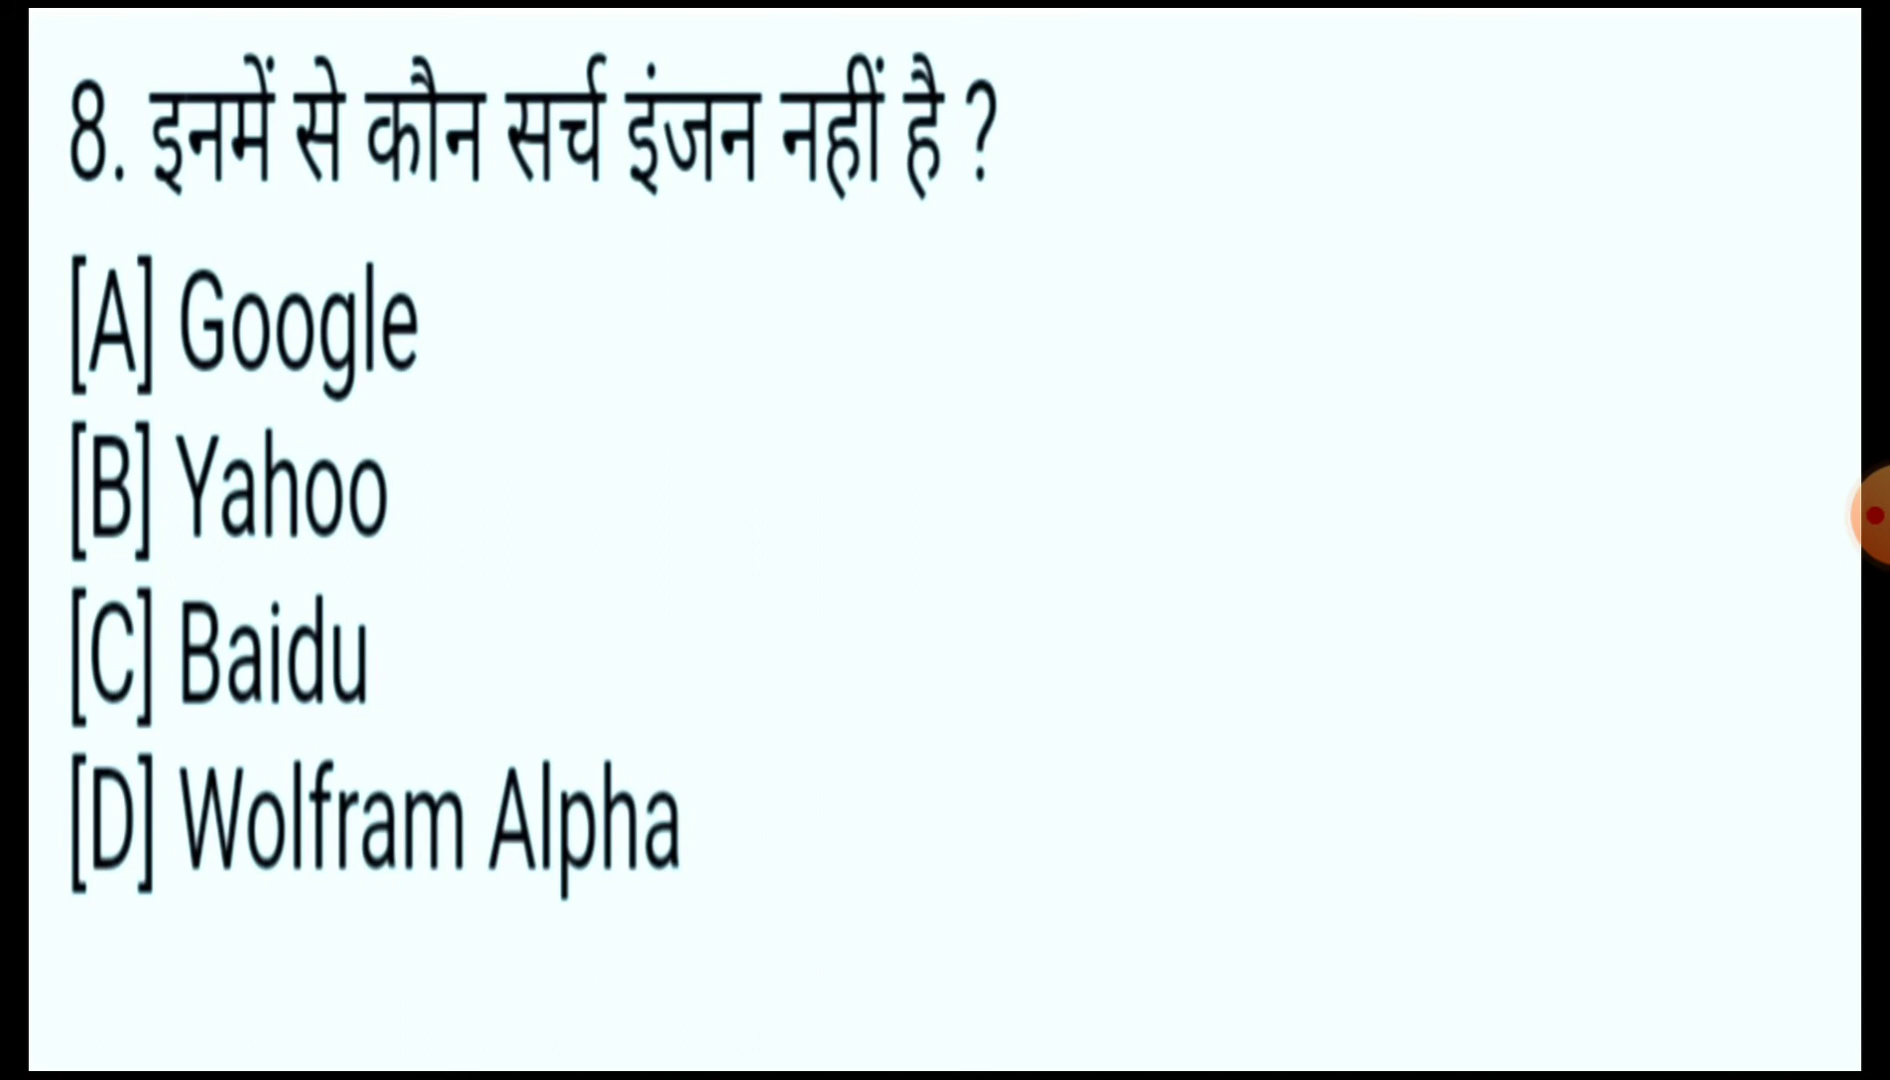 8. इनमें से कौन सर्च इंजन नहीं है ?
[A] Google
[B] Yahoo
[C] Baidu
[D] Wolfram Alpha